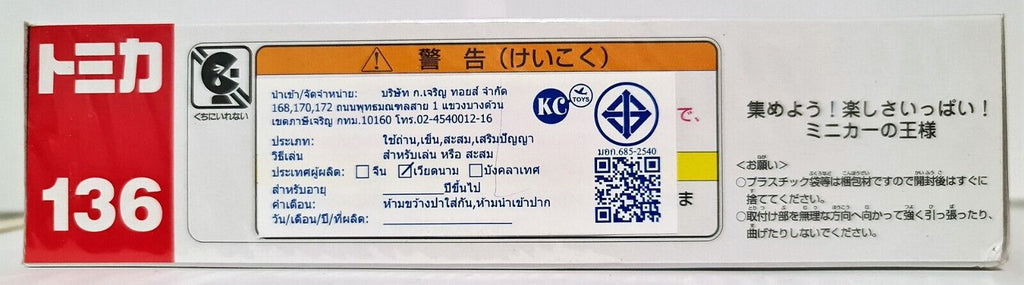 トミカ
136
くちにいれない
警告(けいこく)
นำเข้า/จัดจำหน่าย: บริษัท ก.เจริญ ทอยส์ จำกัด
168,170,172 ถนนพุทธมณฑลสาย 1 แขวงบางด้วน
เขตภาษีเจริญ กทม.10160 โทร.02-4540012-16
ประเภท: ใช้ถ่าน,เข็น,สะสม,เสริมปัญญา
วิธีเล่น สำหรับเล่น หรือ สะสม
ประเทศผู้ผลิต: จีน เวียดนาม บังคลาเทศ
สำหรับอายุ ปีขึ้นไป
คำเตือน: ห้ามขว้างปาใส่กัน,ห้ามนำเข้าปาก
วัน/เดือน/ปี/ที่ผลิต:
KC TOYS
มอก.685-2540
で、
ま
集めよう!楽しさいっぱい!
ミニカーの王様
<お願い>
○プラスチック袋等は梱包材ですので開封後はすぐに
捨ててください。
○取付け部を無理な方向へ向かって強く引っ張ったり、
曲げたりしないでください。